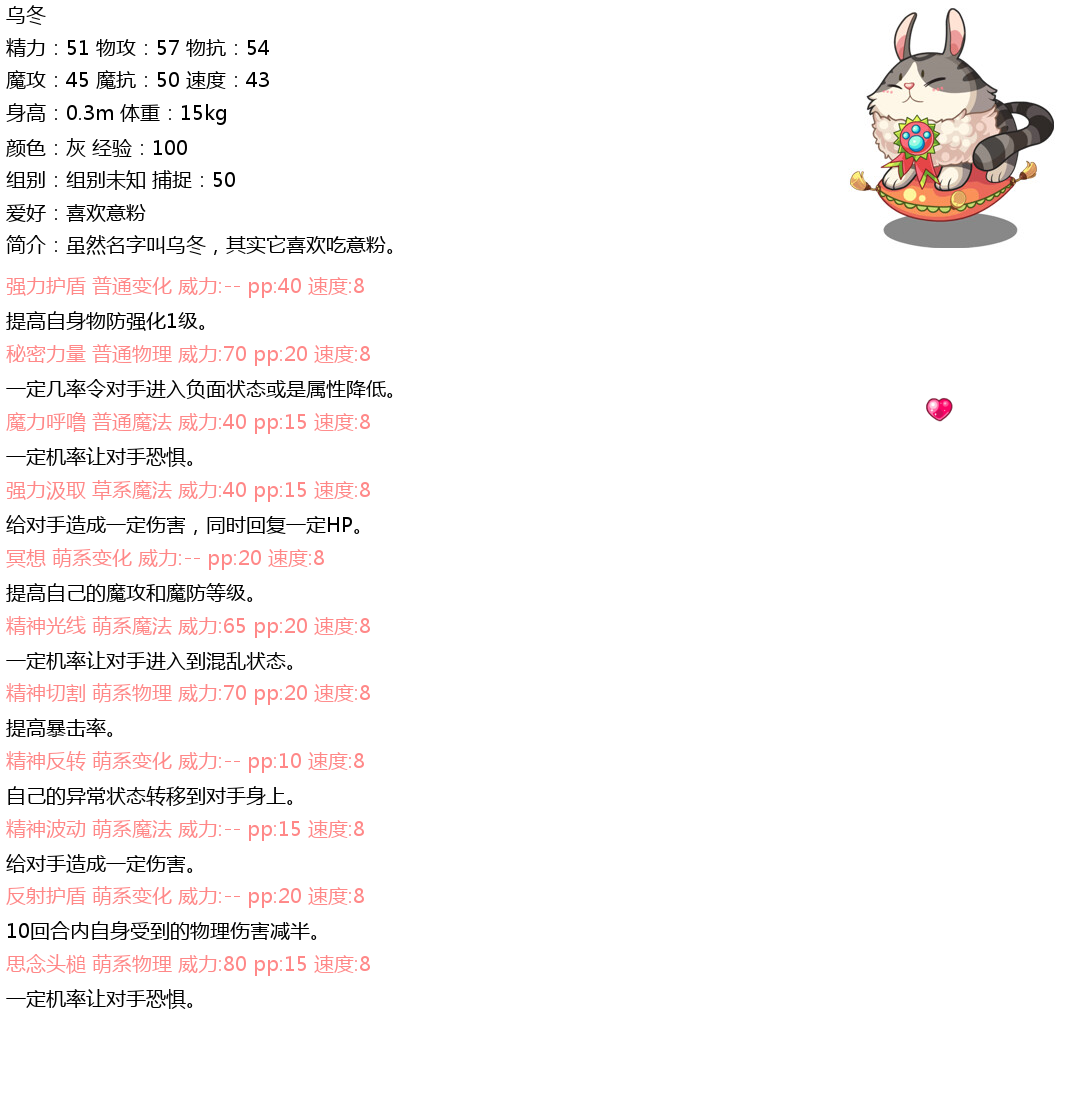 乌冬
精力：51 物攻：57 物抗：54
魔攻：45 魔抗：50 速度：43
身高：0.3m 体重：15kg
颜色：灰 经验：100
组别：组别未知 捕捉：50
爱好：喜欢意粉
简介：虽然名字叫乌冬，其实它喜欢吃意粉。
强力护盾 普通变化 威力:-- pp:40 速度:8
提高自身物防强化1级。
秘密力量 普通物理 威力:70 pp:20 速度:8
一定几率令对手进入负面状态或是属性降低。
魔力呼噜 普通魔法 威力:40 pp:15 速度:8
一定机率让对手恐惧。
强力汲取 草系魔法 威力:40 pp:15 速度:8
给对手造成一定伤害，同时回复一定HP。
冥想 萌系变化 威力:-- pp:20 速度:8
提高自己的魔攻和魔防等级。
精神光线 萌系魔法 威力:65 pp:20 速度:8
一定机率让对手进入到混乱状态。
精神切割 萌系物理 威力:70 pp:20 速度:8
提高暴击率。
精神反转 萌系变化 威力:-- pp:10 速度:8
自己的异常状态转移到对手身上。
精神波动 萌系魔法 威力:-- pp:15 速度:8
给对手造成一定伤害。
反射护盾 萌系变化 威力:-- pp:20 速度:8
10回合内自身受到的物理伤害减半。
思念头槌 萌系物理 威力:80 pp:15 速度:8
一定机率让对手恐惧。